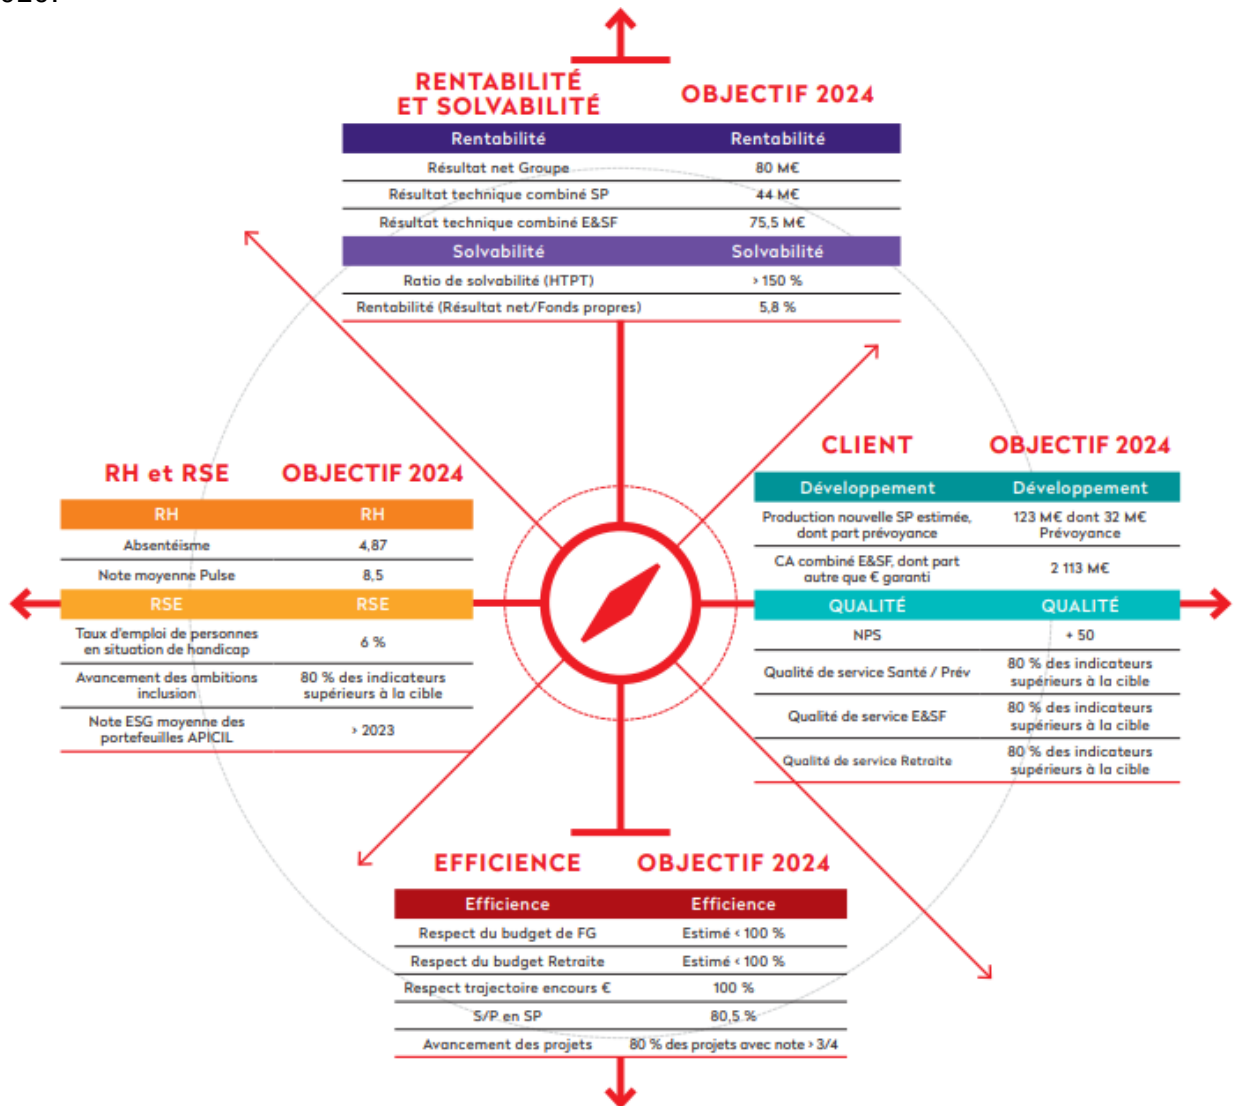 RENTABILITÉ
ET SOLVABILITÉ
OBJECTIF 2024
Rentabilité Rentabilité
Résultat net Groupe 80 M€
Résultat technique combiné SP 44 M€
Résultat technique combiné E&SF 75,5 M€
Solvabilité Solvabilité
Ratio de solvabilité (HTPT) > 150 %
Rentabilité (Résultat net/Fonds propres) 5,8 %
RH et RSE OBJECTIF 2024
RH RH
Absentéisme 4,87
Note moyenne Pulse 8,5
RSE RSE
Taux d'emploi de personnes
en situation de handicap
6 %
Avancement des ambitions
inclusion
80 % des indicateurs
supérieurs à la cible
Note ESG moyenne des
portefeuilles APICIL
> 2023
CLIENT OBJECTIF 2024
Développement Développement
Production nouvelle SP estimée,
dont part prévoyance
123 M€ dont 32 M€
Prévoyance
CA combiné E&SF, dont part
autre que € garanti
2 113 M€
QUALITÉ QUALITÉ
NPS + 50
Qualité de service Santé / Prév
80 % des indicateurs
supérieurs à la cible
Qualité de service E&SF
80 % des indicateurs
supérieurs à la cible
Qualité de service Retraite
80 % des indicateurs
supérieurs à la cible
EFFICIENCE OBJECTIF 2024
Efficience Efficience
Respect du budget de FG Estimé < 100 %
Respect du budget Retraite Estimé < 100 %
Respect trajectoire encours € 100 %
S/P en SP 80,5 %
Avancement des projets 80 % des projets avec note > 3/4